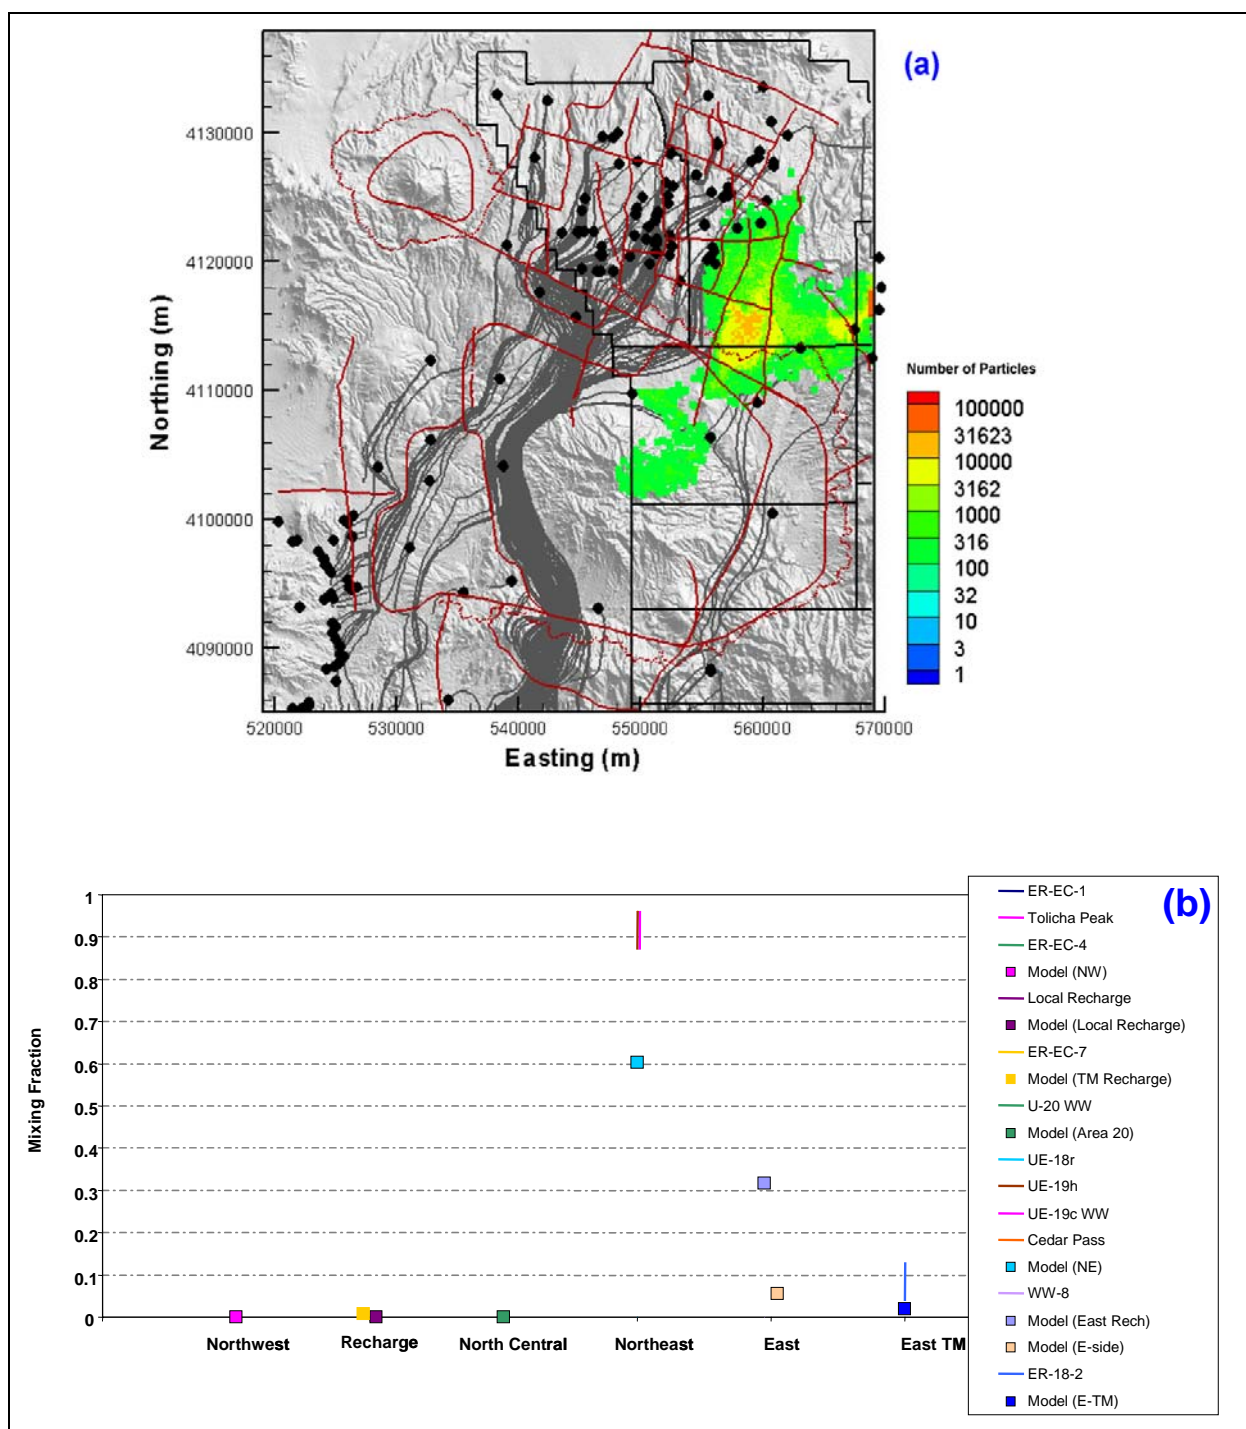 (a)
4130000
4120000
4110000
4100000
4090000
Northing (m)
520000 530000 540000 550000 560000 570000
Easting (m)
Number of Particles
100000
31623
10000
3162
1000
316
100
32
10
3
1
(b)
1
0.9
0.8
0.7
0.6
0.5
0.4
0.3
0.2
0.1
0
Mixing Fraction
Northwest Recharge North Central Northeast East East TM
ER-EC-1
Tolicha Peak
ER-EC-4
Model (NW)
Local Recharge
Model (Local Recharge)
ER-EC-7
Model (TM Recharge)
U-20 WW
Model (Area 20)
UE-18r
UE-19h
UE-19c WW
Cedar Pass
Model (NE)
WW-8
Model (East Rech)
Model (E-side)
ER-18-2
Model (E-TM)